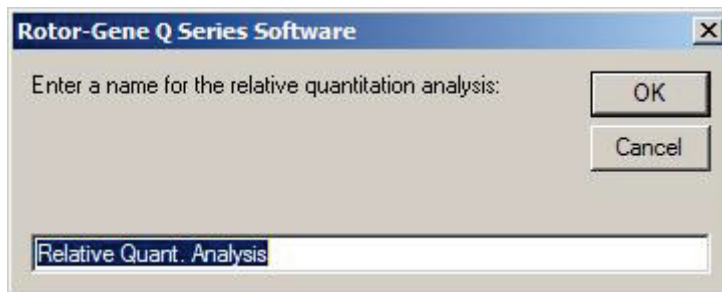 Rotor-Gene Q Series Software
Enter a name for the relative quantitation analysis:
OK
Cancel
Relative Quant. Analysis